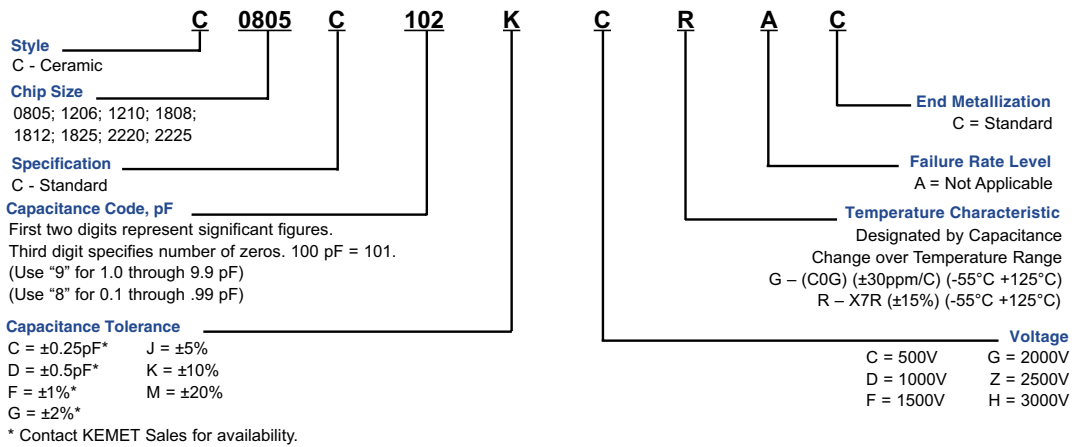 C 0805 C 102 K C R A C
Style
C - Ceramic
Chip Size
0805; 1206; 1210; 1808;
1812; 1825; 2220; 2225
Specification
C - Standard
Capacitance Code, pF
First two digits represent significant figures.
Third digit specifies number of zeros. 100 pF = 101.
(Use “9” for 1.0 through 9.9 pF)
(Use “8” for 0.1 through .99 pF)
Capacitance Tolerance
C = ±0.25pF* J = ±5%
D = ±0.5pF* K = ±10%
F = ±1%* M = ±20%
G = ±2%*
* Contact KEMET Sales for availability.
End Metallization
C = Standard
Failure Rate Level
A = Not Applicable
Temperature Characteristic
Designated by Capacitance
Change over Temperature Range
G – (C0G) (±30ppm/C) (-55°C +125°C)
R – X7R (±15%) (-55°C +125°C)
Voltage
C = 500V G = 2000V
D = 1000V Z = 2500V
F = 1500V H = 3000V